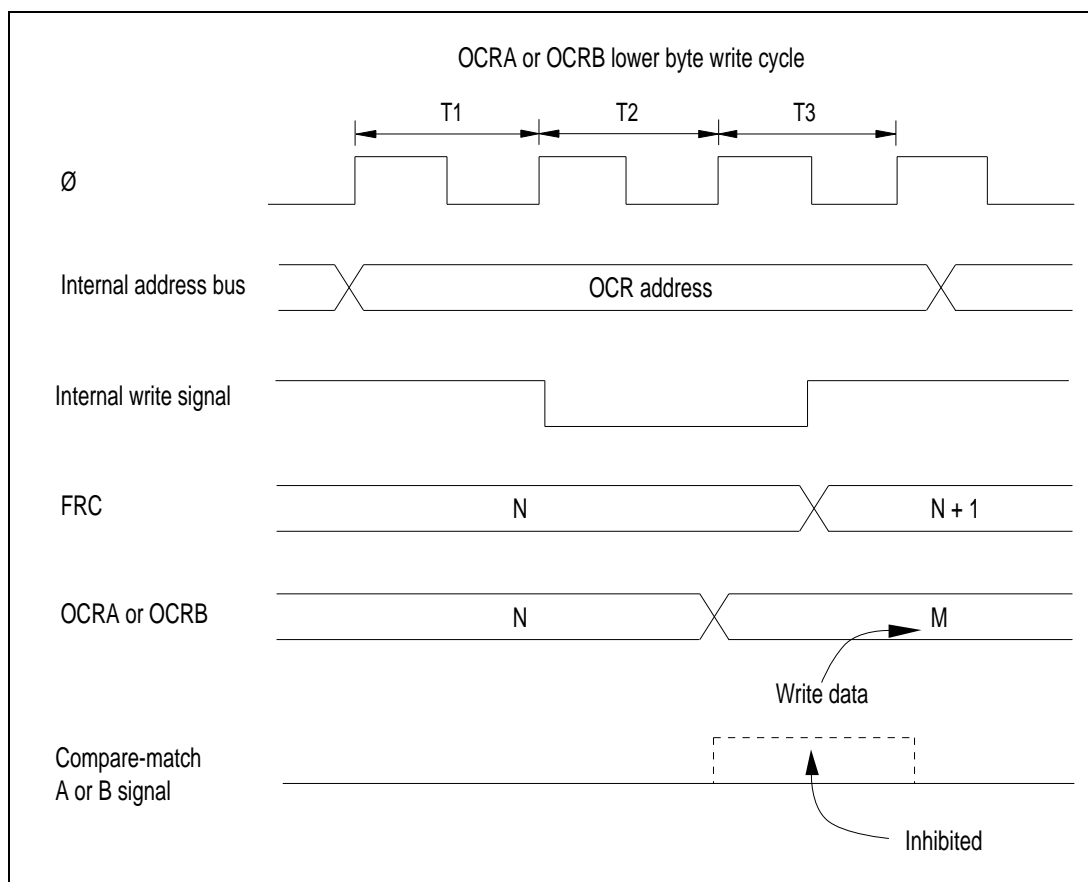 OCRA or OCRB lower byte write cycle
T1 T2 T3
Ø
Internal address bus
OCR address
Internal write signal
FRC
N
N + 1
OCRA or OCRB
N
M
Write data
Compare-match
A or B signal
Inhibited